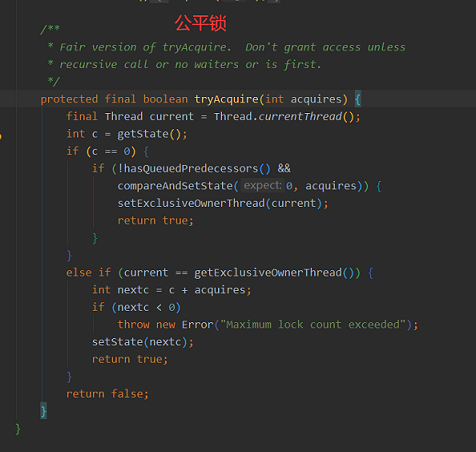 公平锁
/**
* Fair version of tryAcquire. Don't grant access unless
* recursive call or no waiters or is first.
*/
protected final boolean tryAcquire(int acquires) {
final Thread current = Thread.currentThread();
int c = getState();
if (c == 0) {
if (!hasQueuedPredecessors() &&
compareAndSetState( expect: 0, acquires)) {
setExclusiveOwnerThread(current);
return true;
}
}
else if (current == getExclusiveOwnerThread()) {
int nextc = c + acquires;
if (nextc < 0)
throw new Error("Maximum lock count exceeded");
setState(nextc);
return true;
}
return false;
}
}